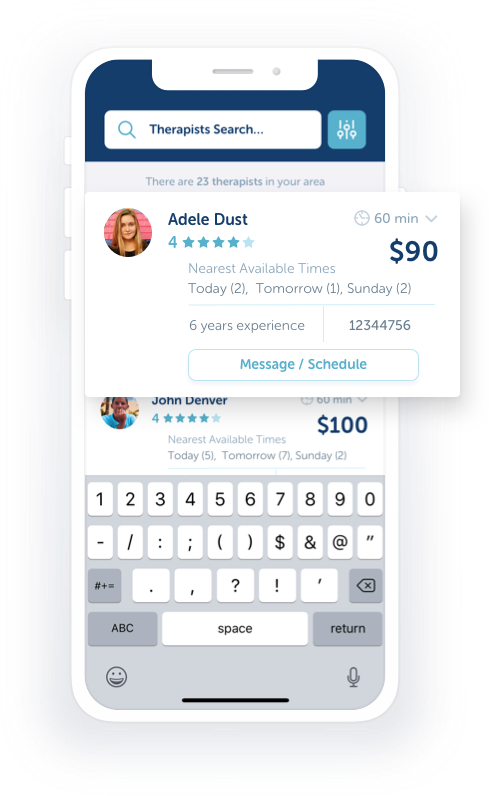 Therapists Search...
There are 23 therapists in your area
Adele Dust
60 min
4
$90
Nearest Available Times
Today (2), Tomorrow (1), Sunday (2)
6 years experience
12344756
Message / Schedule
John Denver
60 min
4
$100
Nearest Available Times
Today (5), Tomorrow (7), Sunday (2)
1 2 3 4 5 6 7 8 9 0
- / : ; ( ) $ & @ "
#+= . , ? ! ’
ABC space return